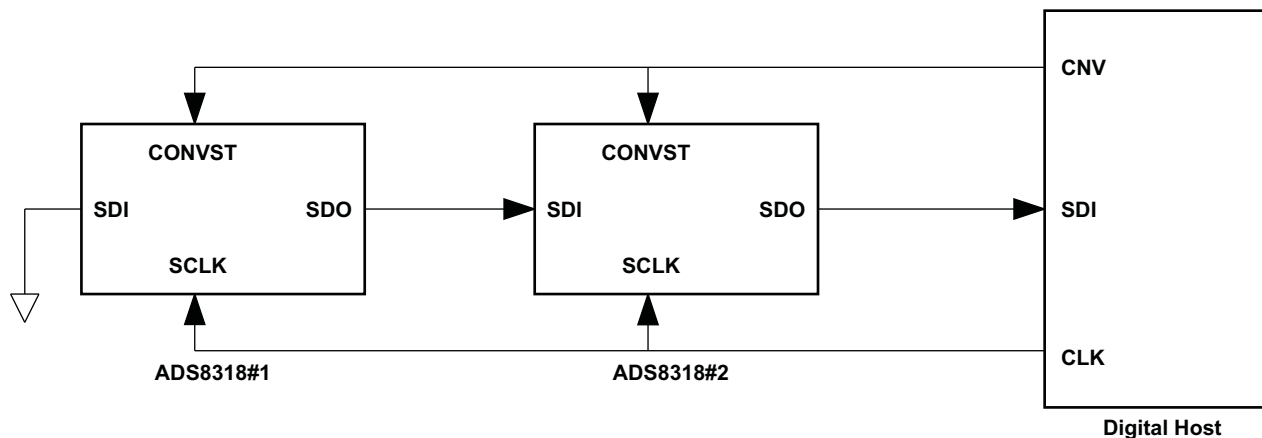 CNV
CONVST
CONVST
SDI
SDO
SDI
SDO
SDI
SCLK
SCLK
CLK
ADS8318#1
ADS8318#2
Digital Host